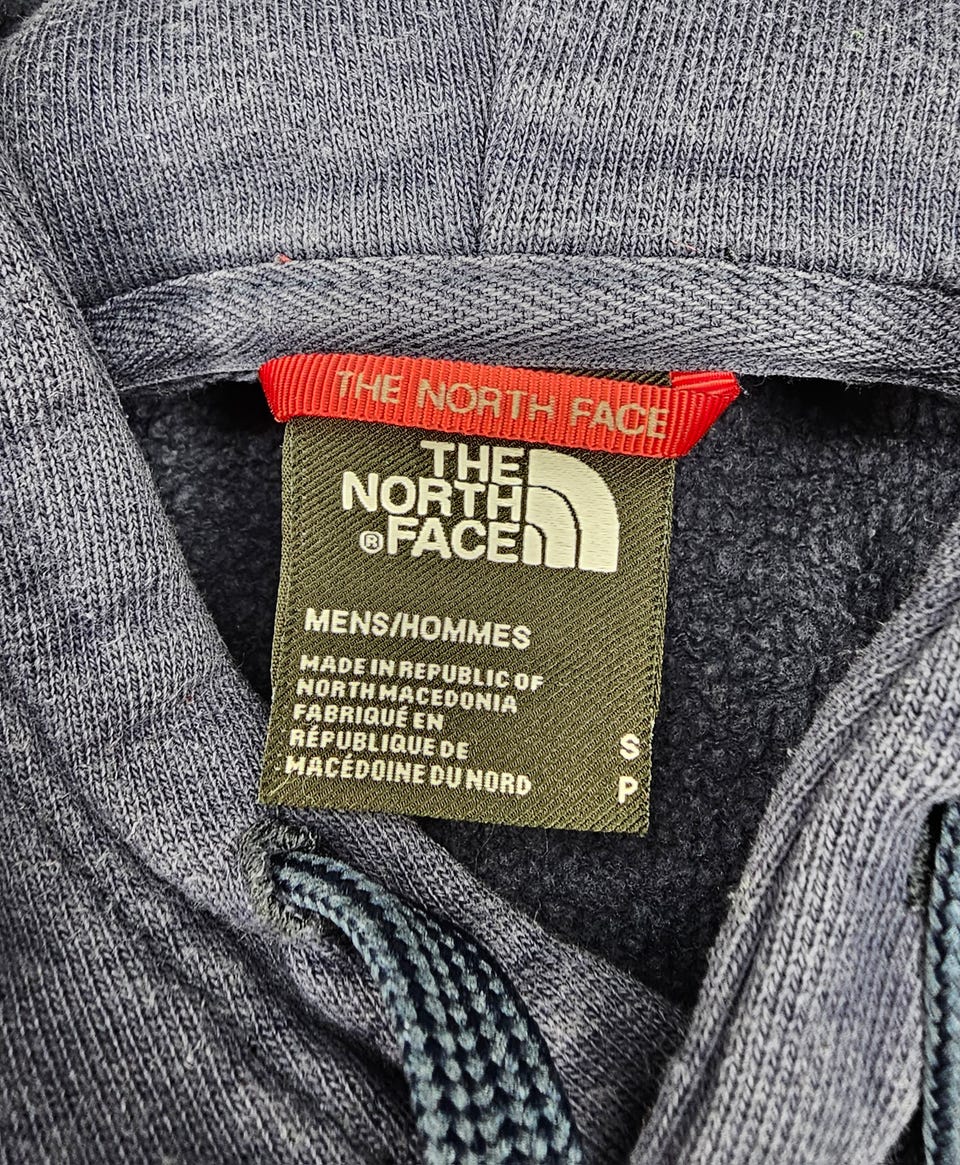 THE NORTH FACE
THE
NORTH
®FACE
MENS/HOMMES
MADE IN REPUBLIC OF
NORTH MACEDONIA
FABRIQUÉ EN
RÉPUBLIQUE DE
MACÉDOINE DU NORD
S
P